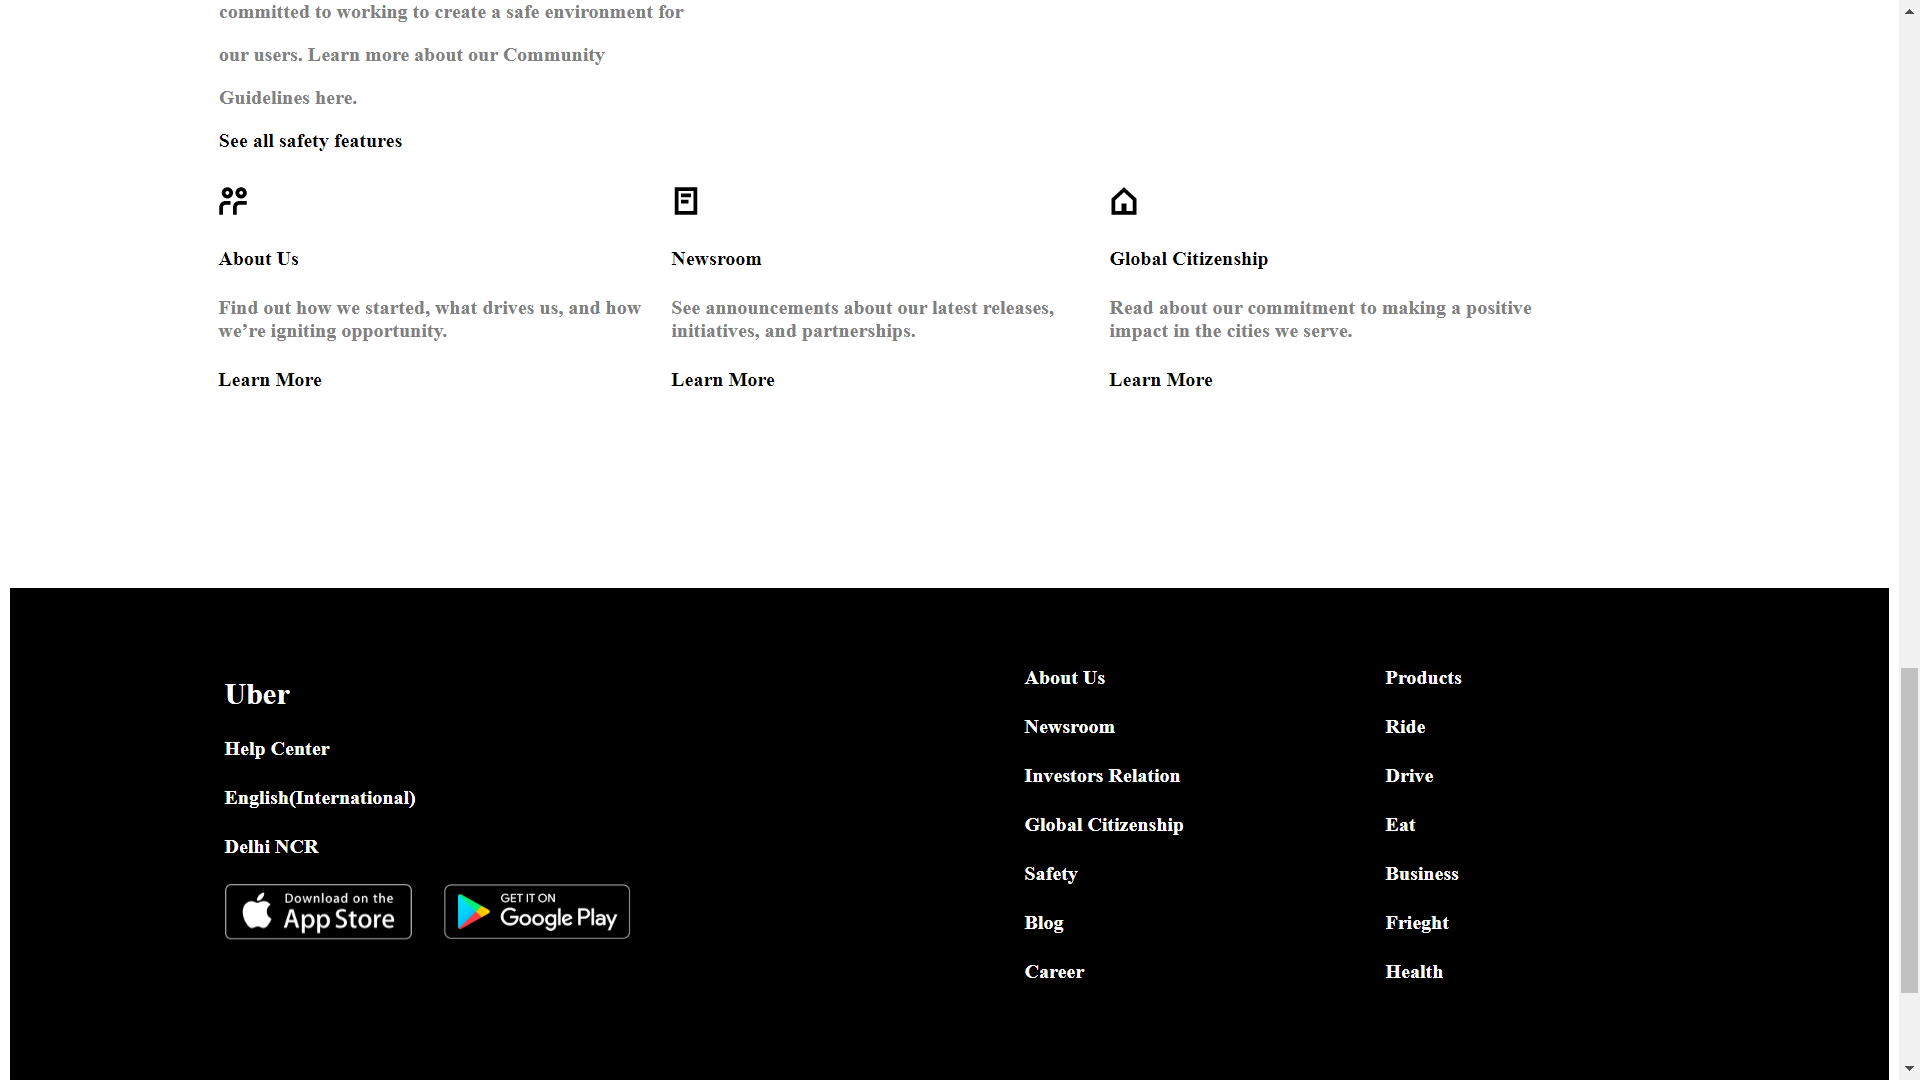 committed to working to create a safe environment for
our users. Learn more about our Community
Guidelines here.
See all safety features
About Us
Find out how we started, what drives us, and how
we’re igniting opportunity.
Learn More
Newsroom
See announcements about our latest releases,
initiatives, and partnerships.
Learn More
Global Citizenship
Read about our commitment to making a positive
impact in the cities we serve.
Learn More
Uber
Help Center
English(International)
Delhi NCR
Download on the
App Store
GET IT ON
Google Play
About Us
Newsroom
Investors Relation
Global Citizenship
Safety
Blog
Career
Products
Ride
Drive
Eat
Business
Frieght
Health